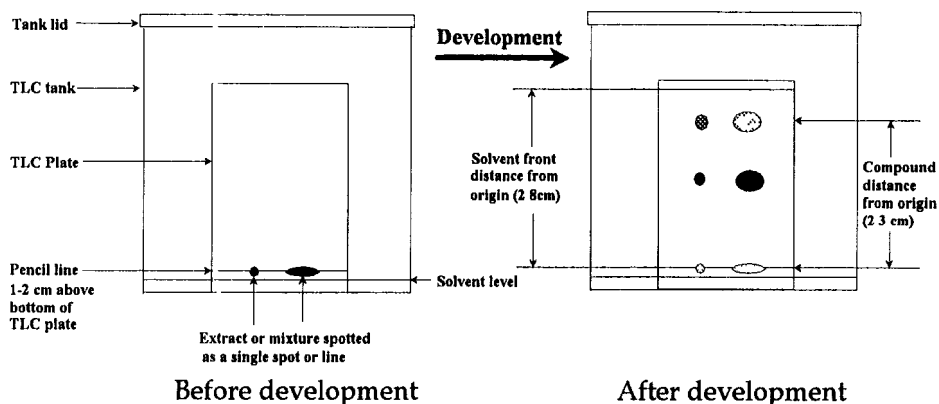 Tank lid
TLC tank
TLC Plate
Pencil line
1-2 cm above
bottom of
TLC plate
Solvent level
Extract or mixture spotted
as a single spot or line
Before development
Development
Solvent front
distance from
origin (2 8cm)
Compound
distance
from origin
(2 3 cm)
After development